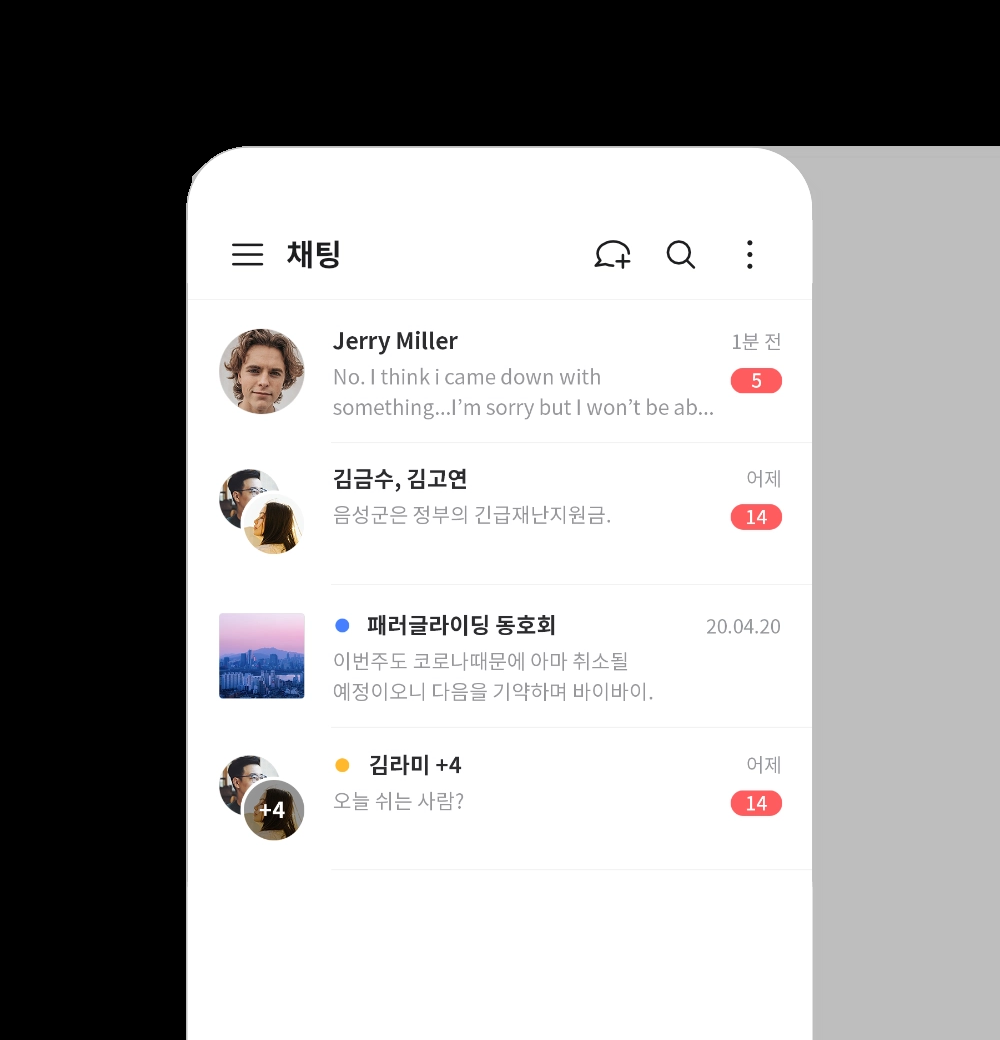 채팅
Jerry Miller
1분 전
No. I think i came down with
5
something...I’m sorry but I won’t be ab...
김금수, 김고연
어제
음성군은 정부의 긴급재난지원금.
14
패러글라이딩 동호회
20.04.20
이번주도 코로나때문에 아마 취소될
예정이오니 다음을 기약하며 바이바이.
김라미 +4
어제
+4
오늘 쉬는 사람?
14